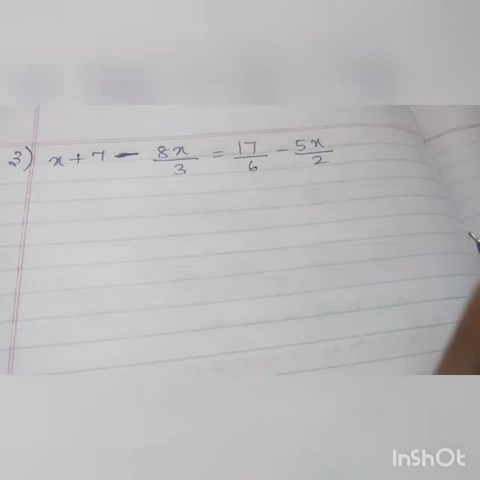 3) x + 7 - 8x/3 = 17/6 - 5x/2
InShOt